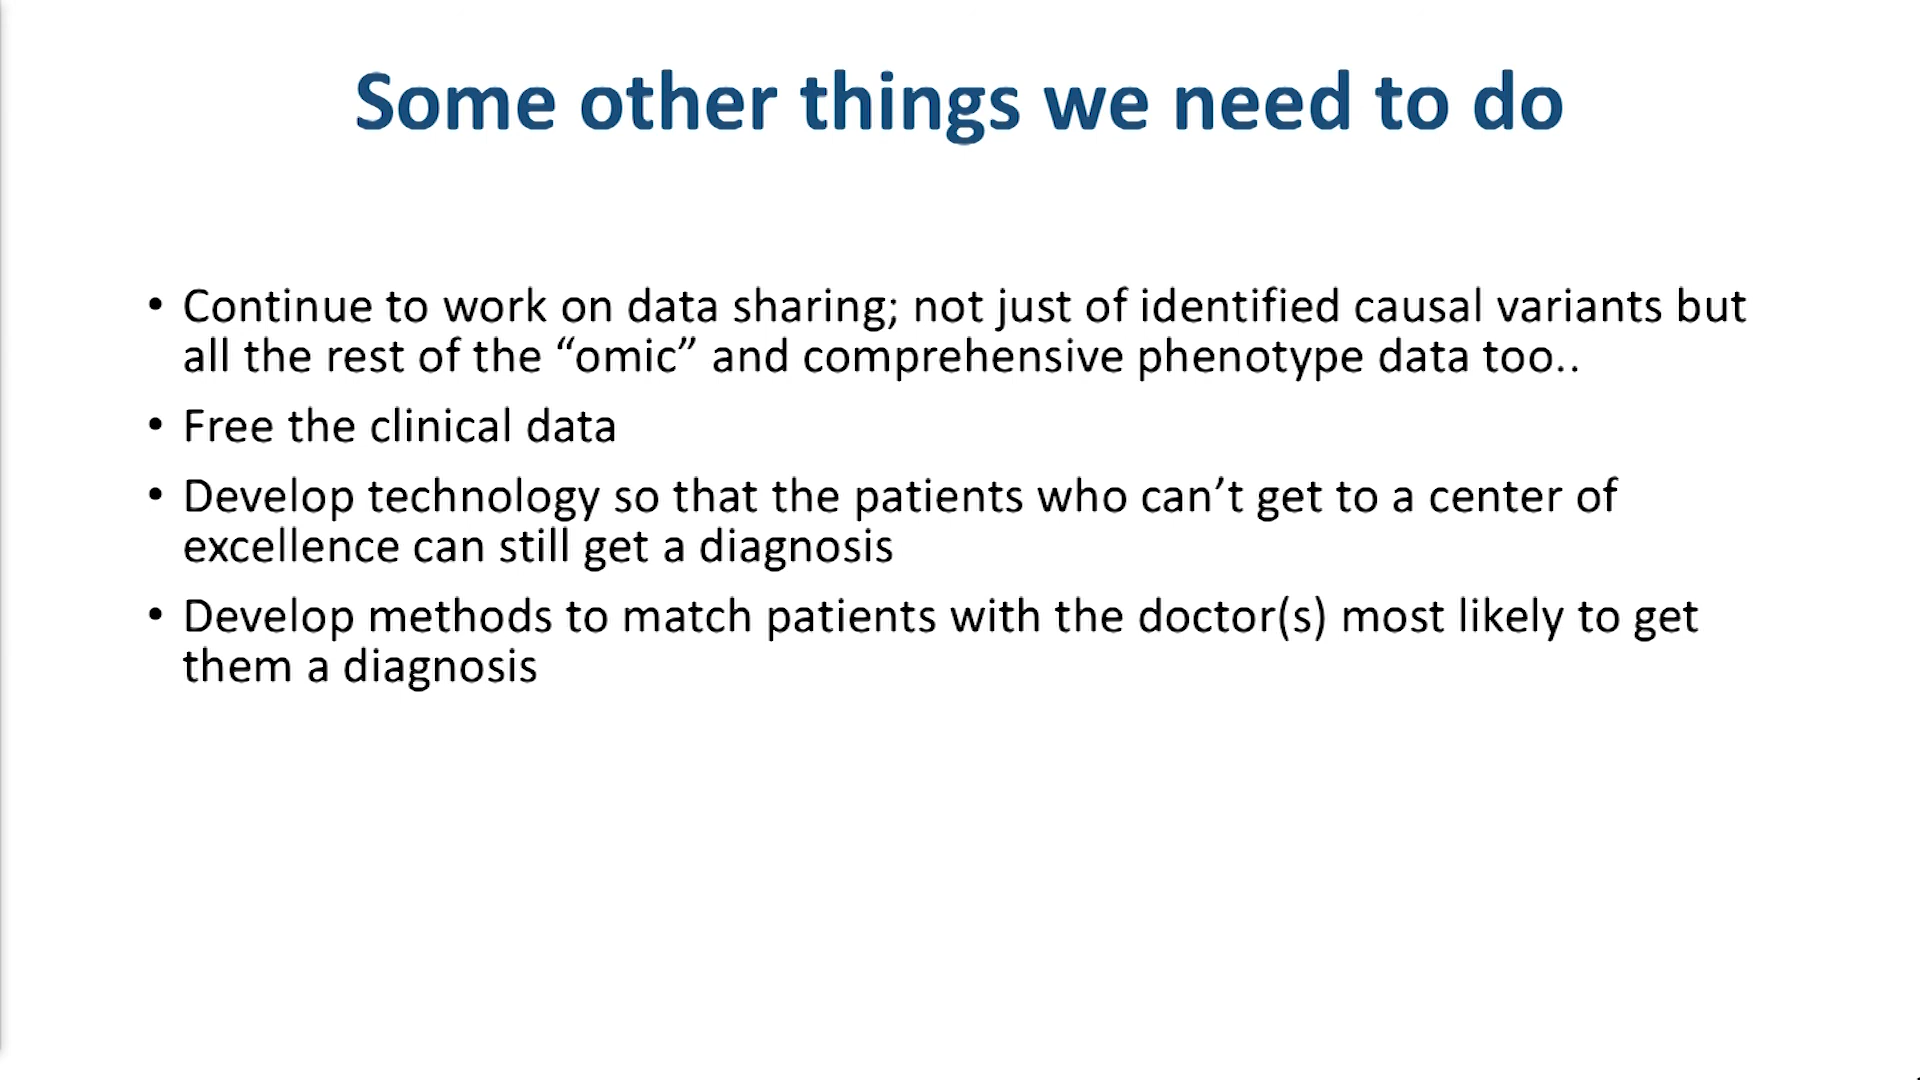 Some other things we need to do
• Continue to work on data sharing; not just of identified causal variants but
all the rest of the “omic” and comprehensive phenotype data too..
• Free the clinical data
• Develop technology so that the patients who can’t get to a center of
excellence can still get a diagnosis
• Develop methods to match patients with the doctor(s) most likely to get
them a diagnosis